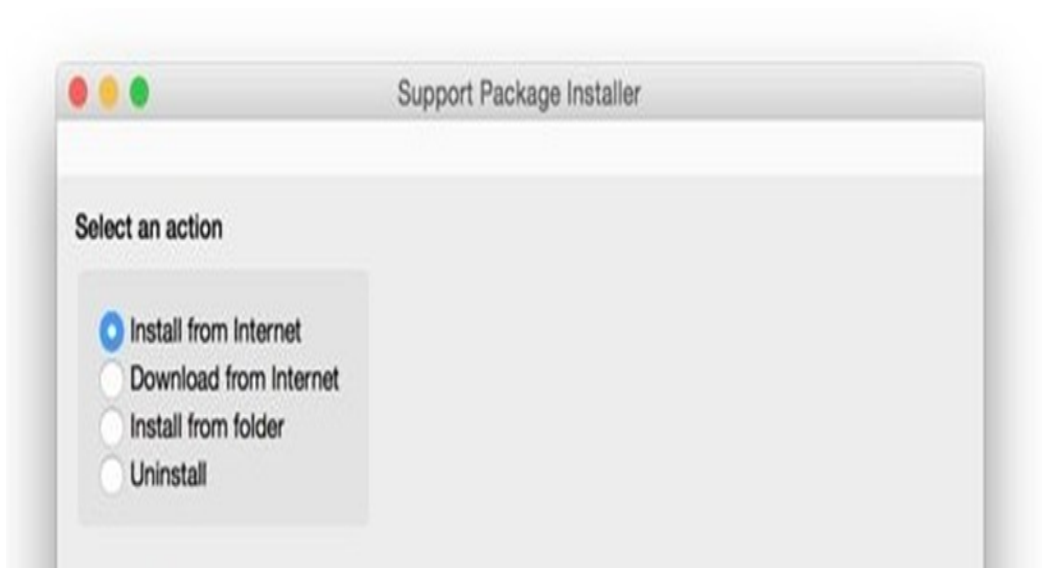 Support Package Installer
Select an action
Install from Internet
Download from Internet
Install from folder
Uninstall